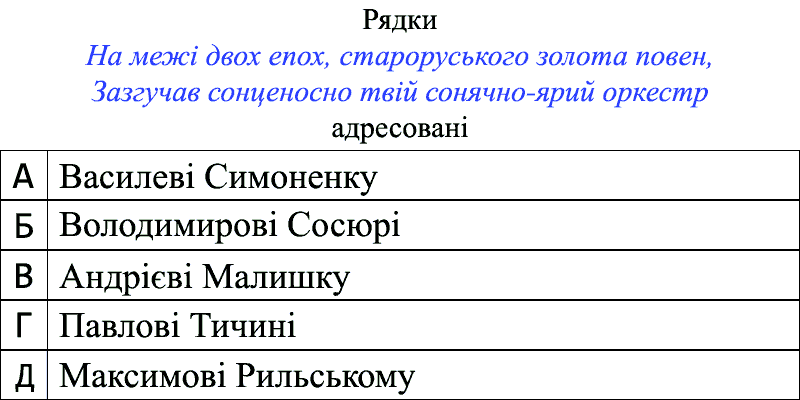 Рядки
На межі двох епох, староруського золота повен,
Зазгучав сонценосно твій сонячно-ярий оркестр
адресовані
А Василеві Симоненку
Б Володимирові Сосюрі
В Андрієві Малишку
Г Павлові Тичині
Д Максимові Рильському